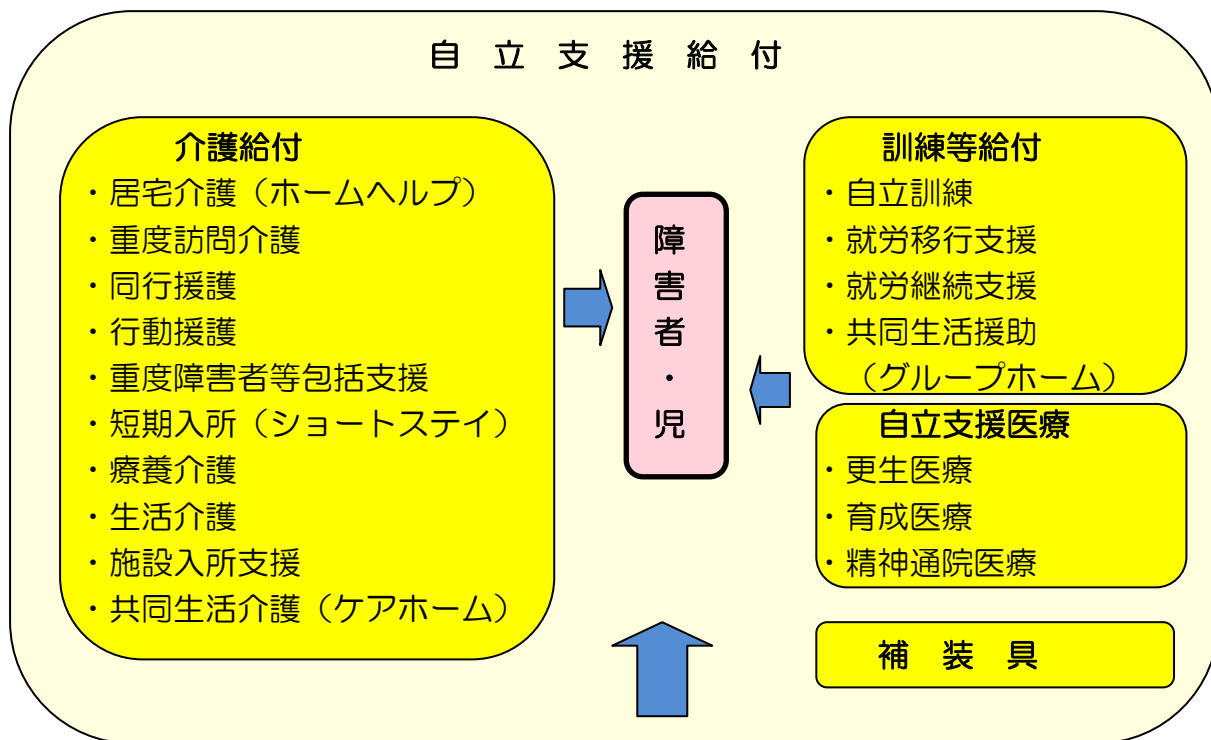 自立支援給付
介護給付
・居宅介護（ホームヘルプ）
・重度訪問介護
・同行援護
・行動援護
・重度障害者等包括支援
・短期入所（ショートステイ）
・療養介護
・生活介護
・施設入所支援
・共同生活介護（ケアホーム）
障害者・児
訓練等給付
・自立訓練
・就労移行支援
・就労継続支援
・共同生活援助
（グループホーム）
自立支援医療
・更生医療
・育成医療
・精神通院医療
補装具